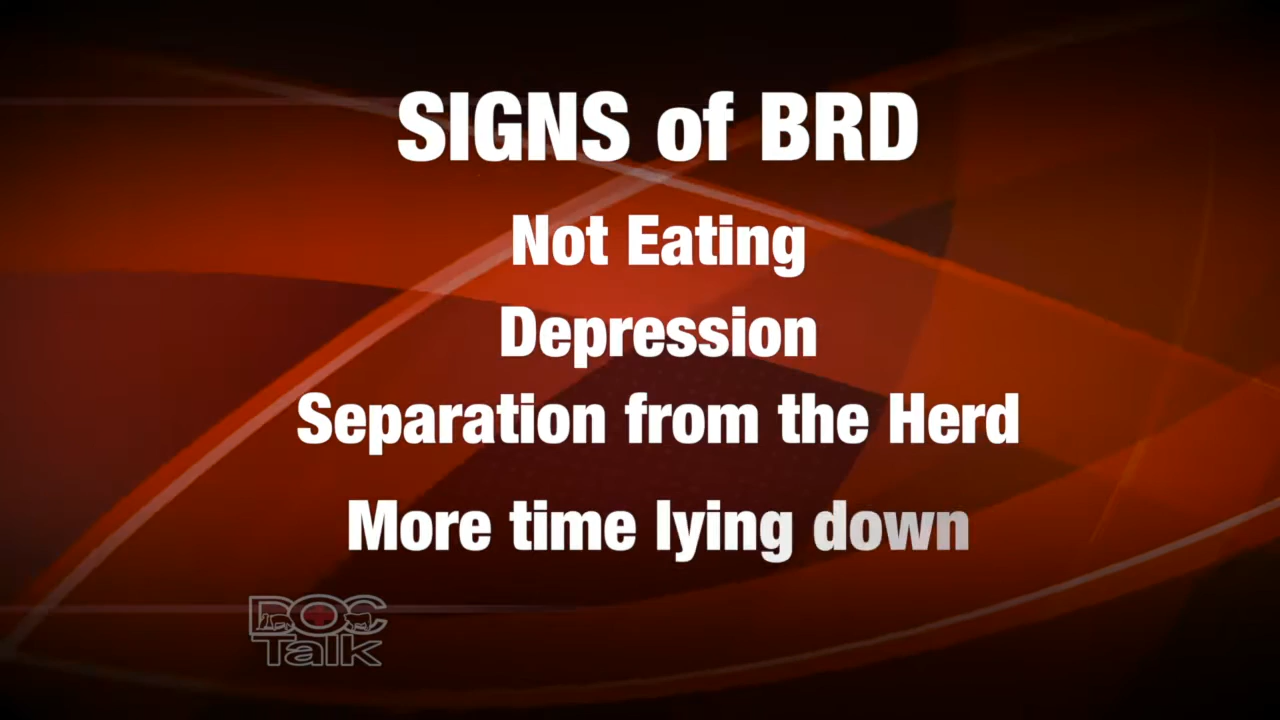 SIGNS of BRD
Not Eating
Depression
Separation from the Herd
More time lying down
DOC
Talk